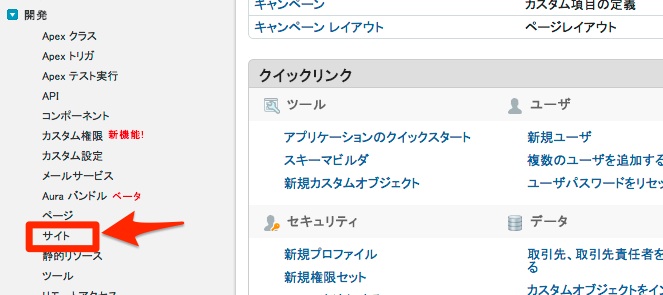 開発
Apex クラス
Apex トリガ
Apex テスト実行
API
コンポーネント
カスタム権限 新機能!
カスタム設定
メールサービス
Aura バンドル ベータ
ページ
サイト
静的リソース
ツール
リモートアクセス
キャンペーン カスタム項目の定義
キャンペーン レイアウト ページレイアウト
クイックリンク
ツール
アプリケーションのクイックスタート
スキーマビルダ
新規カスタムオブジェクト
ユーザ
新規ユーザ
複数のユーザを追加する
ユーザパスワードをリセッ
セキュリティ
新規プロファイル
新規権限セット
データ
取引先、取引先責任者を
る
カスタムオブジェクトをイン